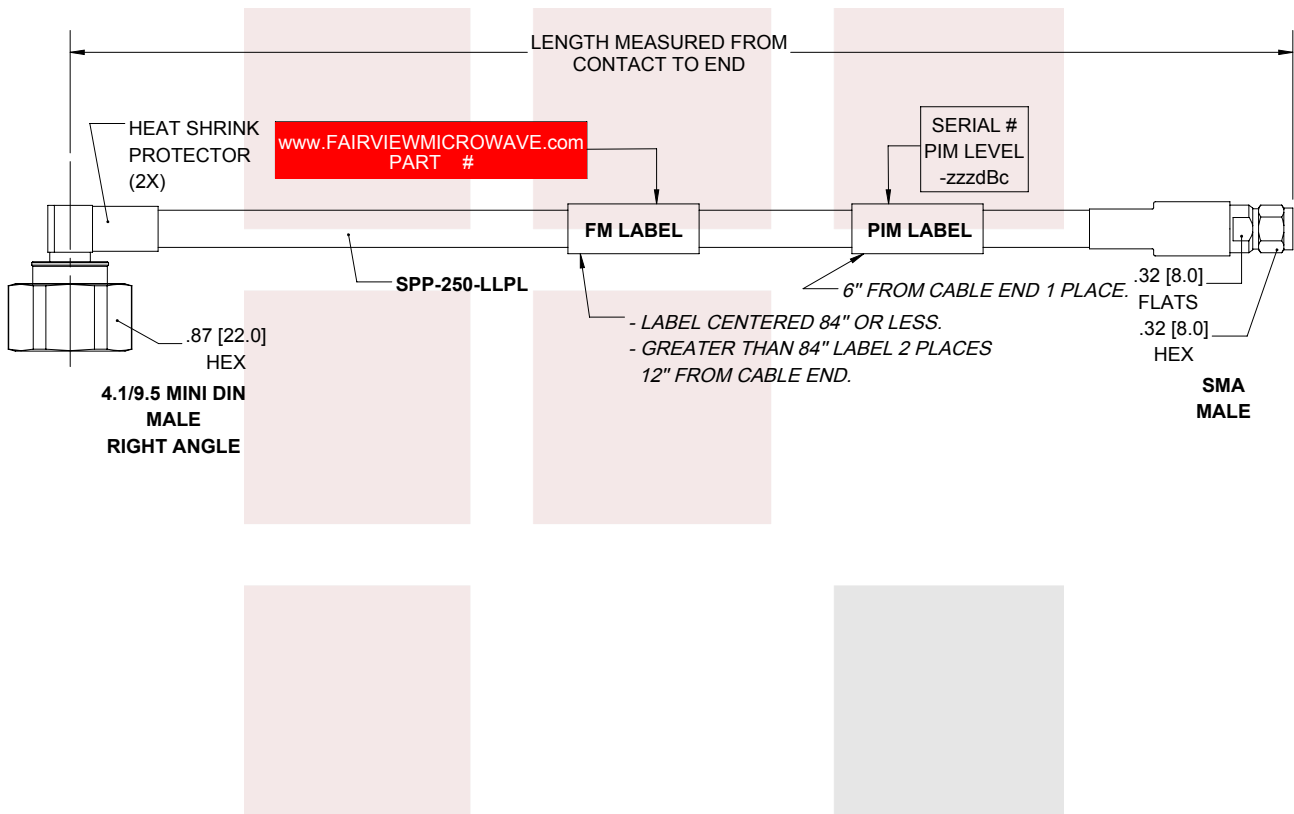 LENGTH MEASURED FROM
CONTACT TO END
HEAT SHRINK
PROTECTOR
(2X)
www.FAIRVIEWMICROWAVE.com
PART #
SERIAL #
PIM LEVEL
-zzzdBc
FM LABEL
PIM LABEL
SPP-250-LLPL
6" FROM CABLE END 1 PLACE.
.32 [8.0]
FLATS
- LABEL CENTERED 84" OR LESS.
- GREATER THAN 84" LABEL 2 PLACES
12" FROM CABLE END.
.32 [8.0]
HEX
.87 [22.0]
HEX
4.1/9.5 MINI DIN
MALE
RIGHT ANGLE
SMA
MALE